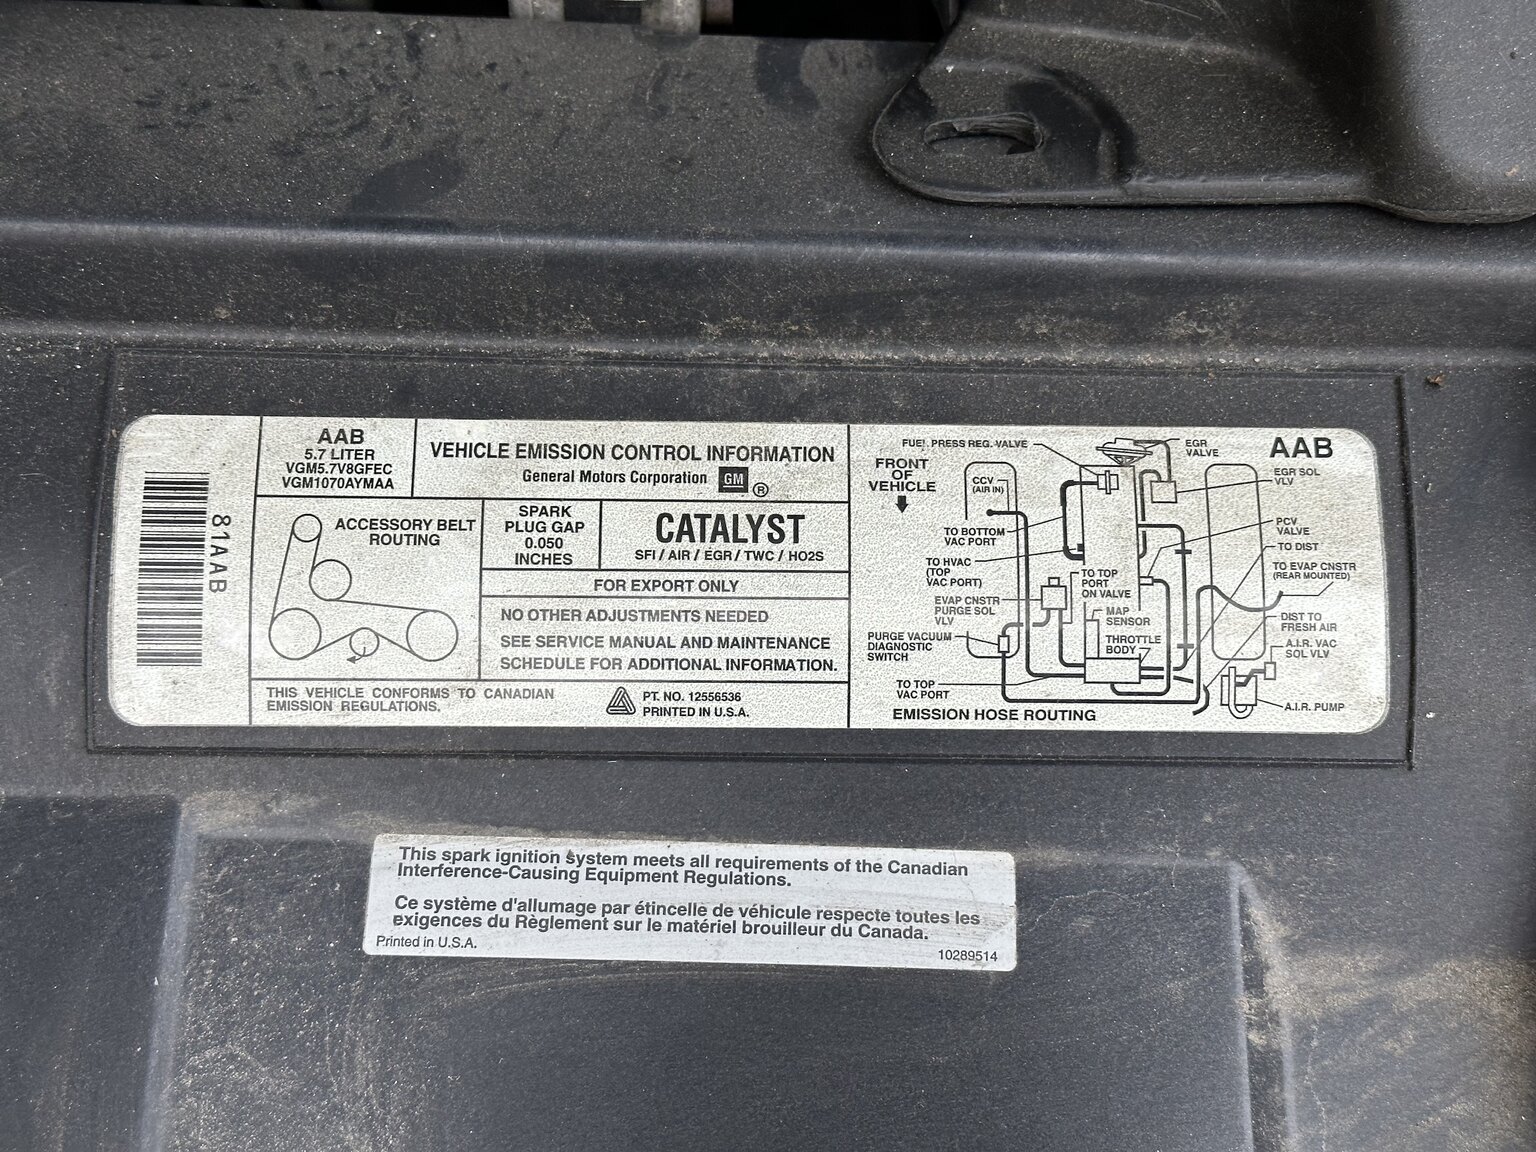 81AAB
AAB
5.7 LITER
VGM5.7V8GFEC
VGM1070AYMAA
VEHICLE EMISSION CONTROL INFORMATION
General Motors Corporation GM ®
ACCESSORY BELT
ROUTING
SPARK
PLUG GAP
0.050
INCHES
CATALYST
SFI / AIR / EGR / TWC / HO2S
FOR EXPORT ONLY
NO OTHER ADJUSTMENTS NEEDED
SEE SERVICE MANUAL AND MAINTENANCE
SCHEDULE FOR ADDITIONAL INFORMATION.
THIS VEHICLE CONFORMS TO CANADIAN
EMISSION REGULATIONS.
PT. NO. 12556536
PRINTED IN U.S.A.
AAB
FUEL PRESS REG. VALVE
EGR
VALVE
FRONT
OF
VEHICLE
CCV
(AIR IN)
EGR SOL
VLV
TO BOTTOM
VAC PORT
PCV
VALVE
TO DIST
TO HVAC
(TOP
VAC PORT)
TO TOP
PORT
ON VALVE
TO EVAP CNSTR
(REAR MOUNTED)
EVAP CNSTR
PURGE SOL
VLV
MAP
SENSOR
DIST TO
FRESH AIR
PURGE VACUUM
DIAGNOSTIC
SWITCH
THROTTLE
BODY
A.I.R. VAC
SOL VLV
TO TOP
VAC PORT
A.I.R. PUMP
EMISSION HOSE ROUTING
This spark ignition system meets all requirements of the Canadian
Interference-Causing Equipment Regulations.
Ce système d'allumage par étincelle de véhicule respecte toutes les
exigences du Règlement sur le matériel brouilleur du Canada.
Printed in U.S.A.
10289514